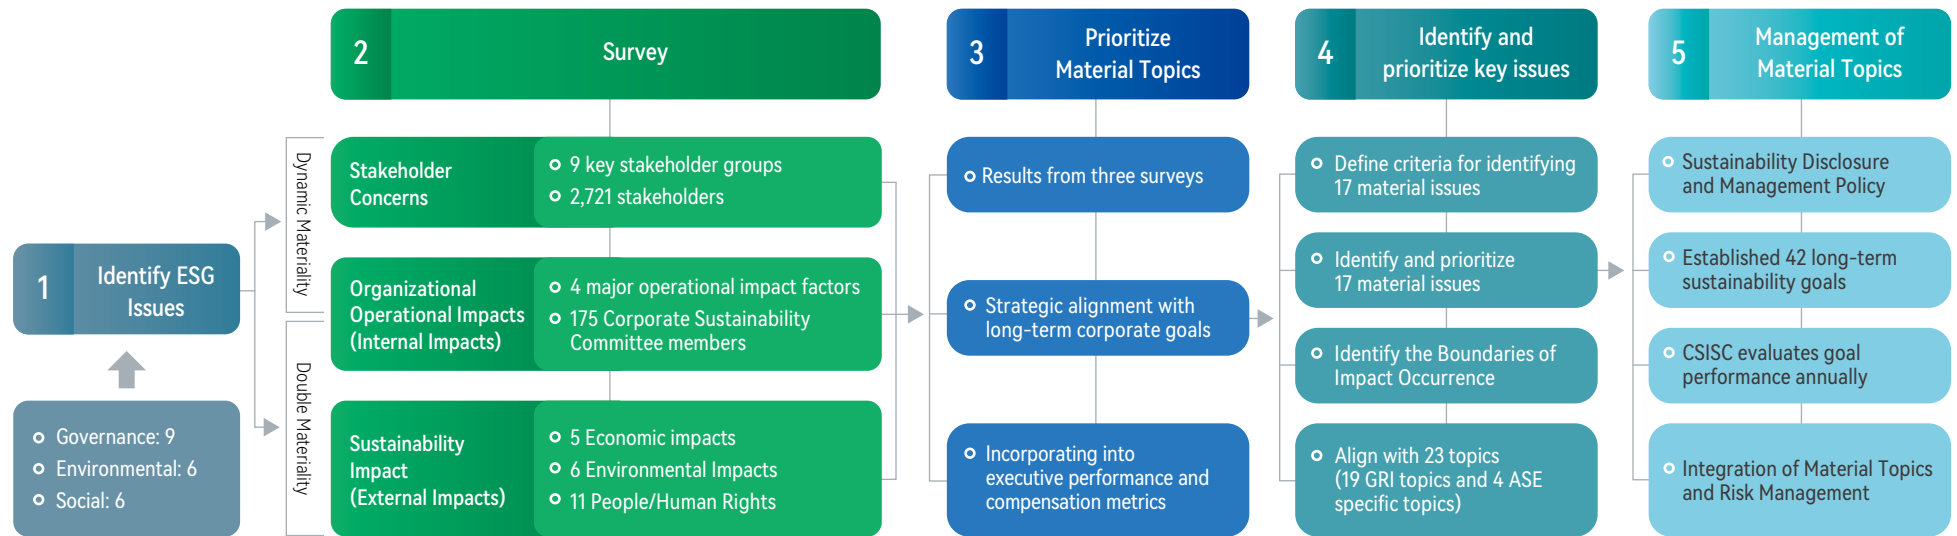 1
Identify ESG
Issues
Governance: 9
Environmental: 6
Social: 6
Dynamic Materiality
Double Materiality
2
Survey
Stakeholder
Concerns
9 key stakeholder groups
2,721 stakeholders
Organizational
Operational Impacts
(Internal Impacts)
4 major operational impact factors
175 Corporate Sustainability
Committee members
Sustainability
Impact
(External Impacts)
5 Economic impacts
6 Environmental Impacts
11 People/Human Rights
3
Prioritize
Material Topics
Results from three surveys
Strategic alignment with
long-term corporate goals
Incorporating into
executive performance and
compensation metrics
4
Identify and
prioritize key issues
Define criteria for identifying
17 material issues
Identify and prioritize
17 material issues
Identify the Boundaries of
Impact Occurrence
Align with 23 topics
(19 GRI topics and 4 ASE
specific topics)
5
Management of
Material Topics
Sustainability Disclosure
and Management Policy
Established 42 long-term
sustainability goals
CSISC evaluates goal
performance annually
Integration of Material Topics
and Risk Management